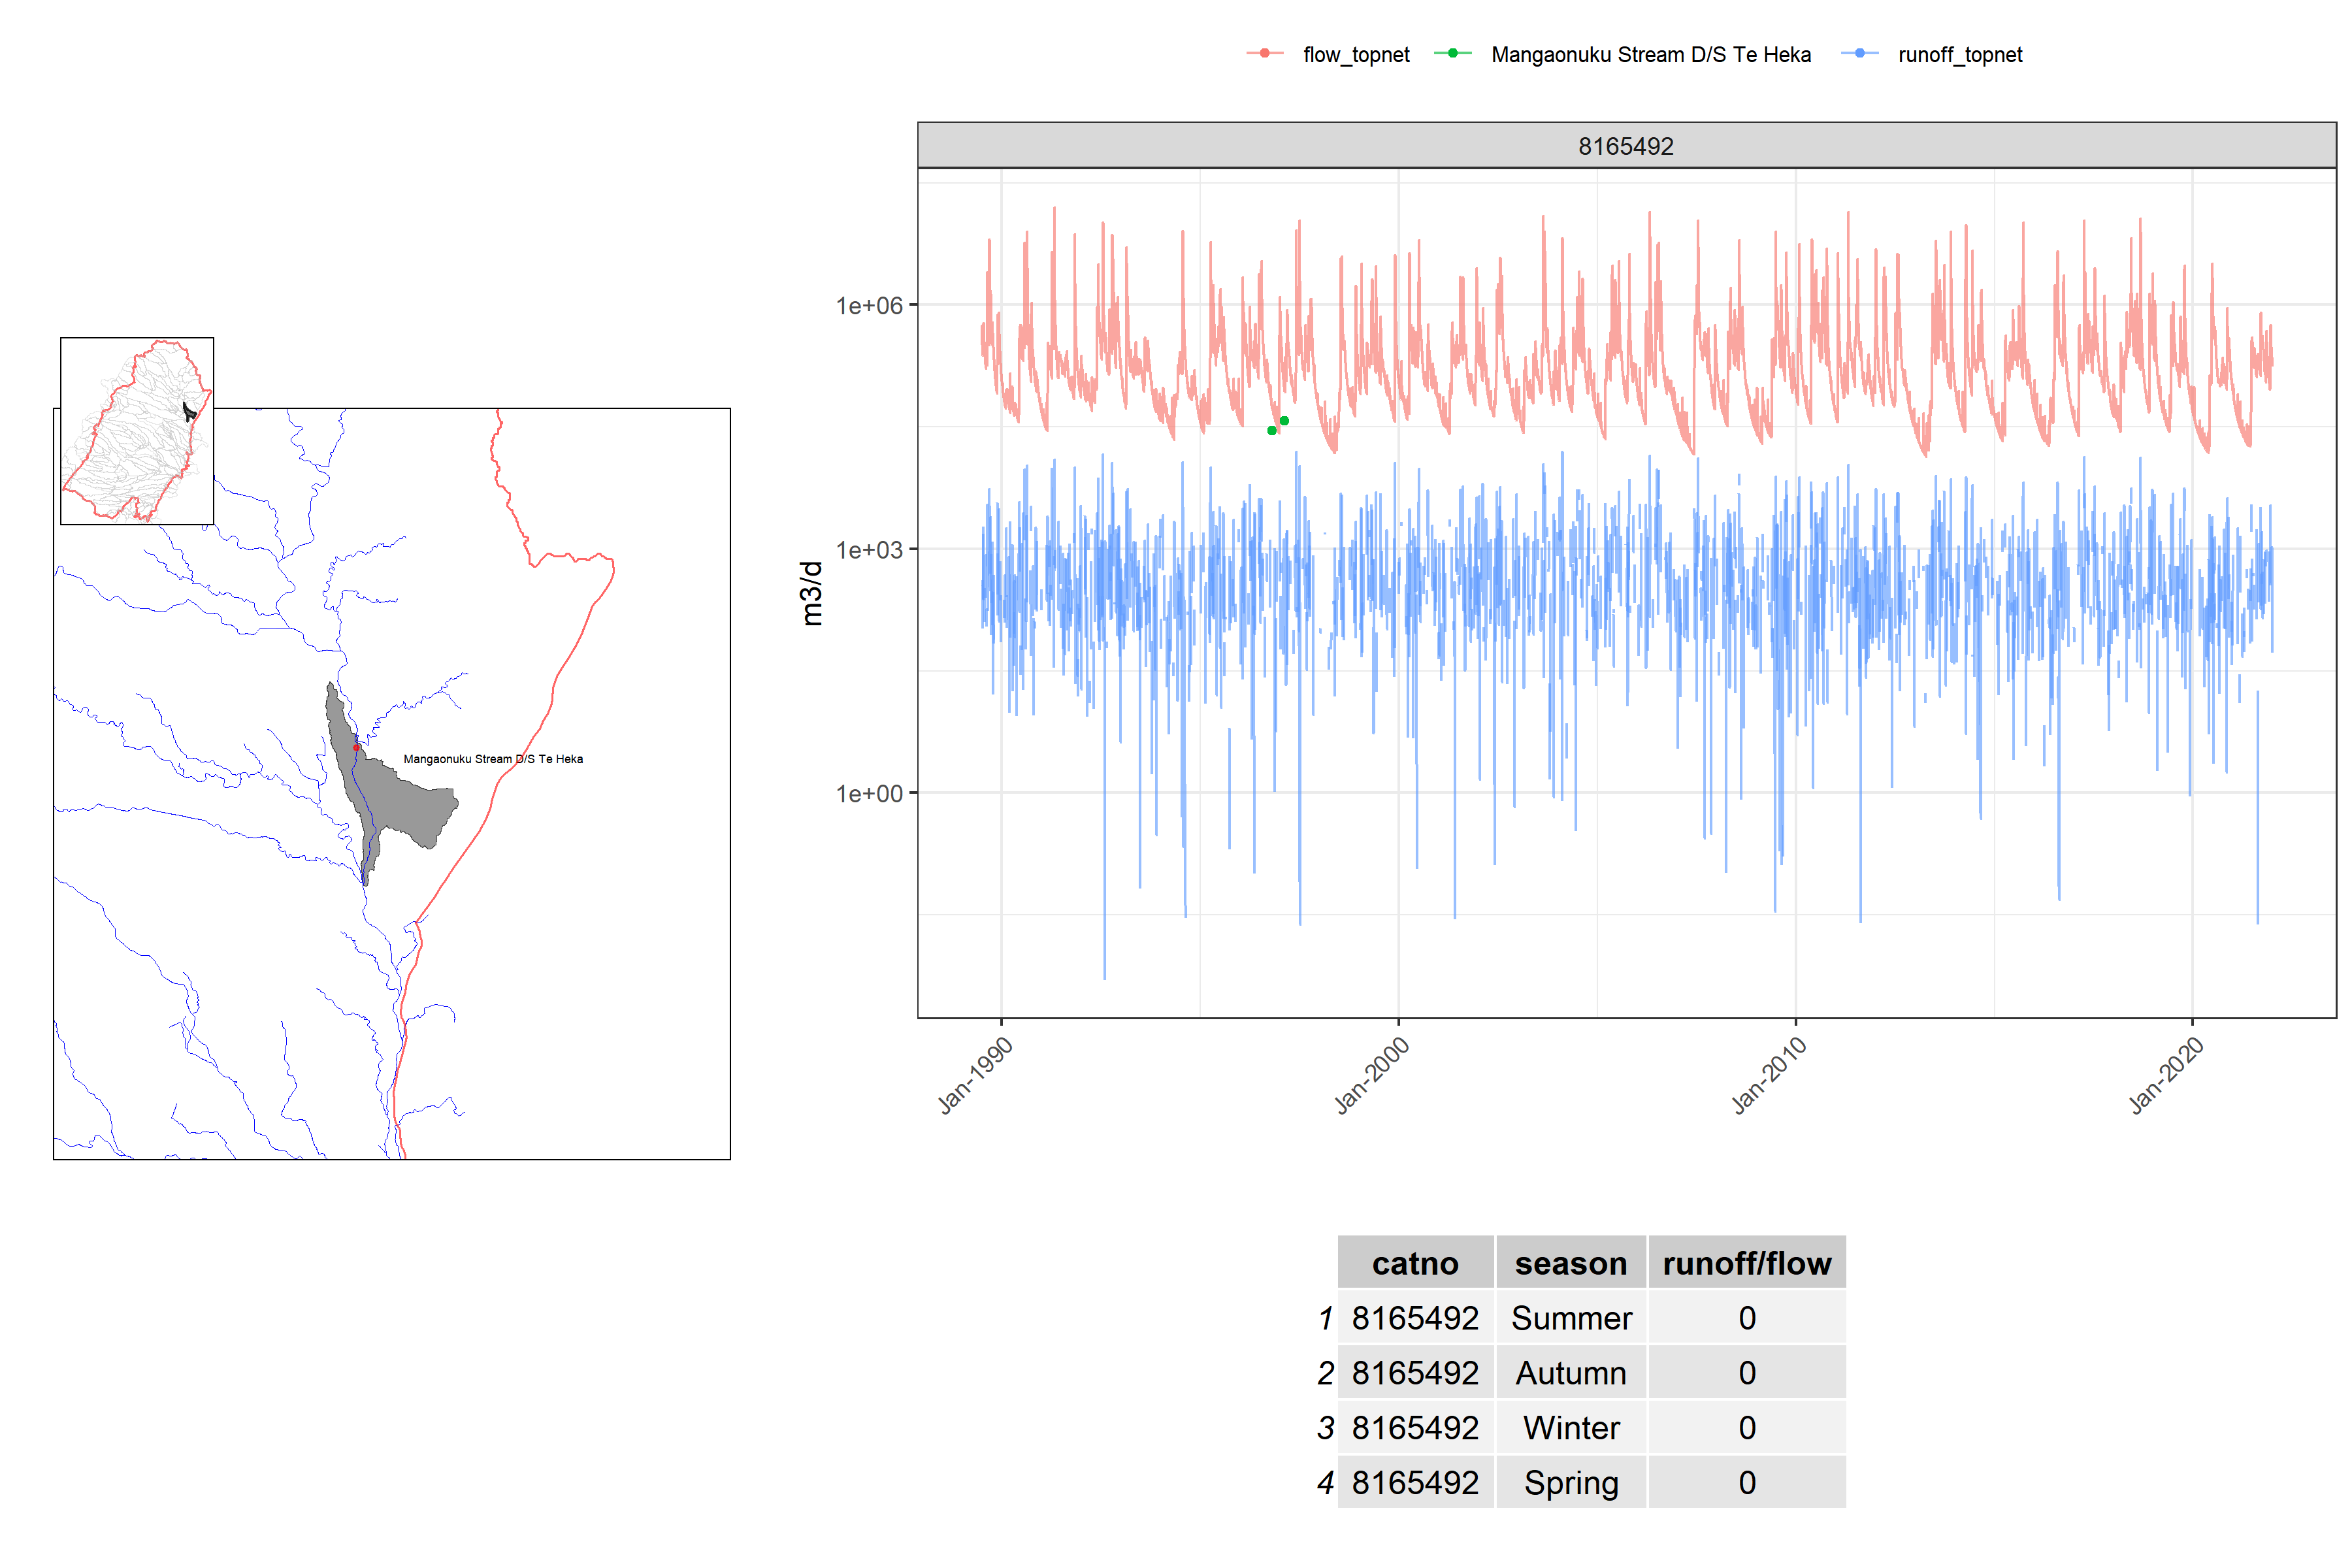 flow_topnet Mangaonuku Stream D/S Te Heka runoff_topnet
8165492
1e+06
1e+03
1e+00
m3/d
Jan-1990 Jan-2000 Jan-2010 Jan-2020
Mangaonuku Stream D/S Te Heka
catno season runoff/flow
1 8165492 Summer 0
2 8165492 Autumn 0
3 8165492 Winter 0
4 8165492 Spring 0